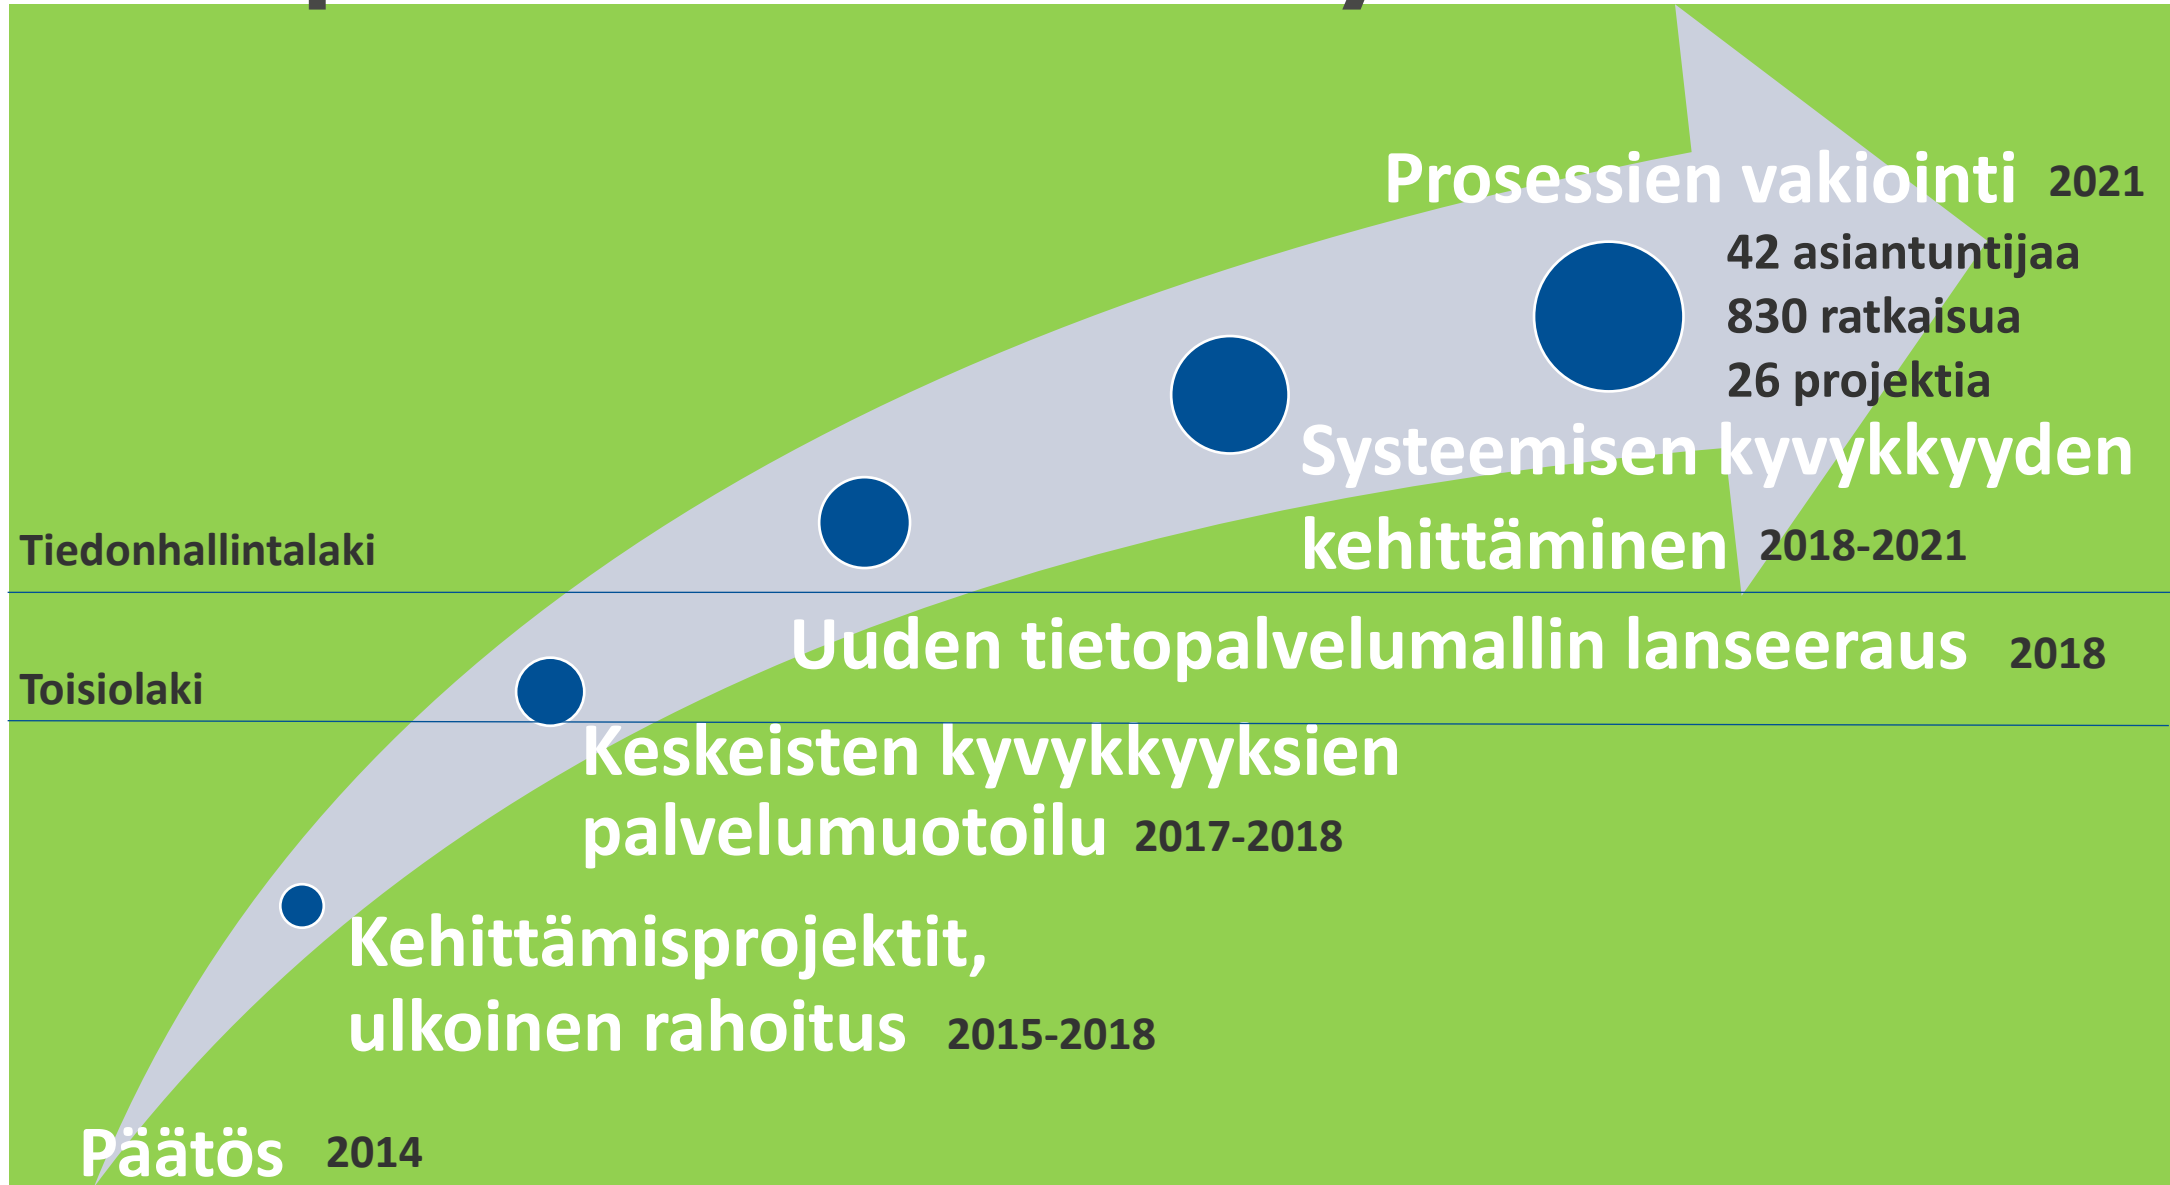 Prosessien vakiointi 2021
42 asiantuntijaa
830 ratkaisua
26 projektia
Systeemisen kyvykkyyden
kehittäminen 2018-2021
Tiedonhallintalaki
Uuden tietopalvelumallin lanseeraus 2018
Toisiolaki
Keskeisten kyvykkyyksien
palvelumuotoilu 2017-2018
Kehittämisprojektit,
ulkoinen rahoitus 2015-2018
Päätös 2014